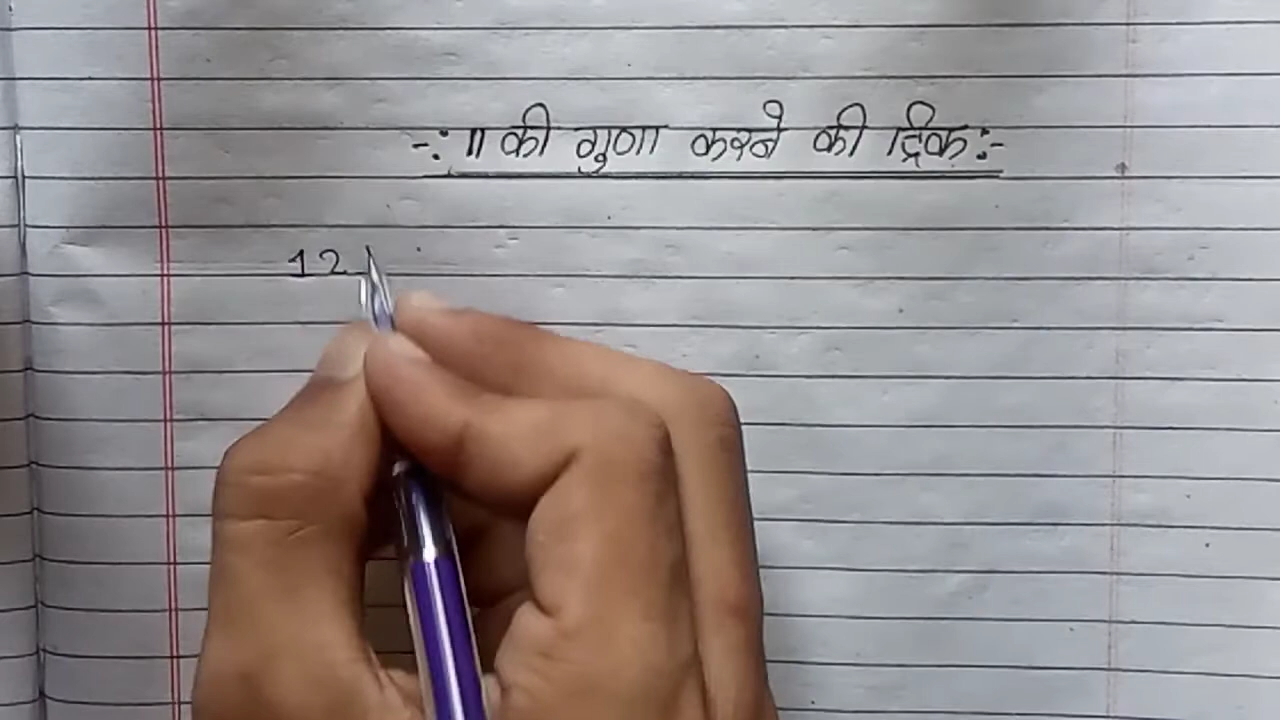 -: 11 की गुणा करने की ट्रिक :-
12